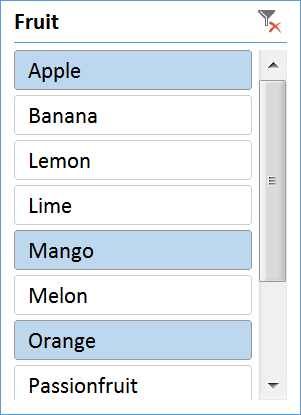 Fruit
Apple
Banana
Lemon
Lime
Mango
Melon
Orange
Passionfruit